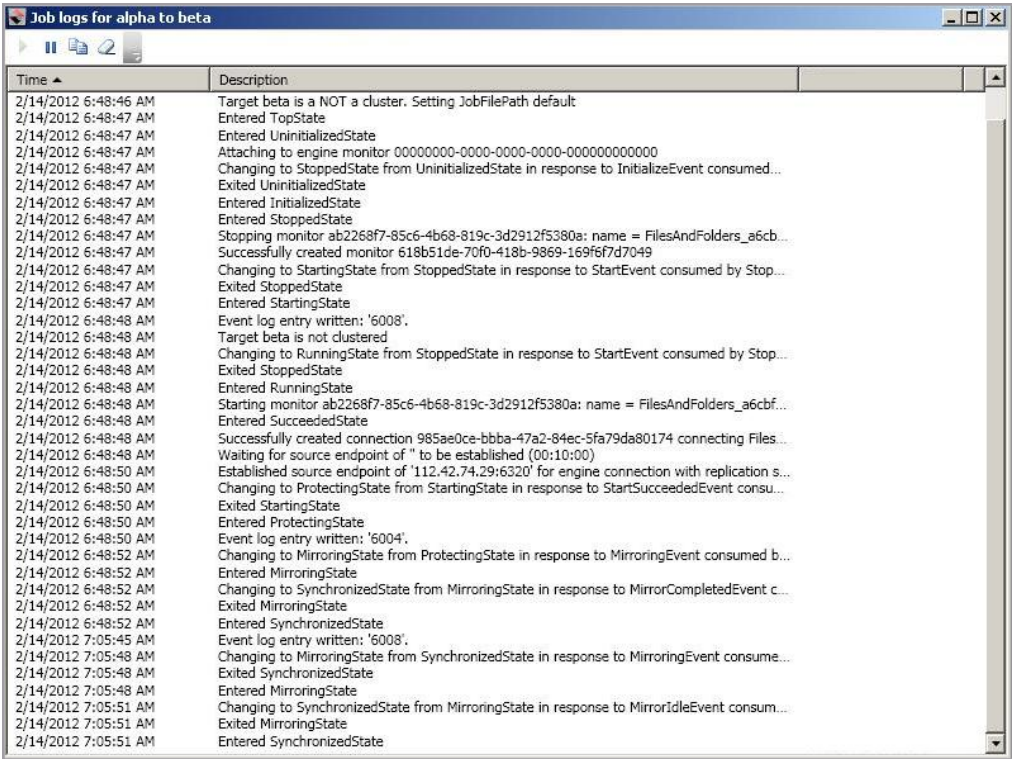 Job logs for alpha to beta
Time Description
2/14/2012 6:48:46 AM Target beta is a NOT a cluster. Setting JobFilePath default
2/14/2012 6:48:47 AM Entered TopState
2/14/2012 6:48:47 AM Entered UninitializedState
2/14/2012 6:48:47 AM Attaching to engine monitor 00000000-0000-0000-0000-000000000000
2/14/2012 6:48:47 AM Changing to StoppedState from UninitializedState in response to InitializeEvent consumed...
2/14/2012 6:48:47 AM Exited UninitializedState
2/14/2012 6:48:47 AM Entered InitializedState
2/14/2012 6:48:47 AM Entered StoppedState
2/14/2012 6:48:47 AM Stopping monitor ab2268f7-85c6-4b68-819c-3d2912f5380a: name = FilesAndFolders_a6cb...
2/14/2012 6:48:47 AM Successfully created monitor 618b51de-70f0-418b-9869-169f6f7d7049
2/14/2012 6:48:47 AM Changing to StartingState from StoppedState in response to StartEvent consumed by Stop...
2/14/2012 6:48:47 AM Exited StoppedState
2/14/2012 6:48:47 AM Entered StartingState
2/14/2012 6:48:48 AM Event log entry written: '6008'.
2/14/2012 6:48:48 AM Target beta is not clustered
2/14/2012 6:48:48 AM Changing to RunningState from StoppedState in response to StartEvent consumed by Stop...
2/14/2012 6:48:48 AM Exited StoppedState
2/14/2012 6:48:48 AM Entered RunningState
2/14/2012 6:48:48 AM Starting monitor ab2268f7-85c6-4b68-819c-3d2912f5380a: name = FilesAndFolders_a6cbf...
2/14/2012 6:48:48 AM Entered SucceededState
2/14/2012 6:48:48 AM Successfully created connection 985ae0ce-bbba-47a2-84ec-5fa79da80174 connecting Files...
2/14/2012 6:48:48 AM Waiting for source endpoint of '' to be established (00:10:00)
2/14/2012 6:48:50 AM Established source endpoint of '112.42.74.29:6320' for engine connection with replication s...
2/14/2012 6:48:50 AM Changing to ProtectingState from StartingState in response to StartSucceededEvent consu...
2/14/2012 6:48:50 AM Exited StartingState
2/14/2012 6:48:50 AM Entered ProtectingState
2/14/2012 6:48:50 AM Event log entry written: '6004'.
2/14/2012 6:48:52 AM Changing to MirroringState from ProtectingState in response to MirroringEvent consumed b...
2/14/2012 6:48:52 AM Entered MirroringState
2/14/2012 6:48:52 AM Changing to SynchronizedState from MirroringState in response to MirrorCompletedEvent c...
2/14/2012 6:48:52 AM Exited MirroringState
2/14/2012 6:48:52 AM Entered SynchronizedState
2/14/2012 7:05:45 AM Event log entry written: '6008'.
2/14/2012 7:05:48 AM Changing to MirroringState from SynchronizedState in response to MirroringEvent consume...
2/14/2012 7:05:48 AM Exited SynchronizedState
2/14/2012 7:05:48 AM Entered MirroringState
2/14/2012 7:05:51 AM Changing to SynchronizedState from MirroringState in response to MirrorIdleEvent consum...
2/14/2012 7:05:51 AM Exited MirroringState
2/14/2012 7:05:51 AM Entered SynchronizedState